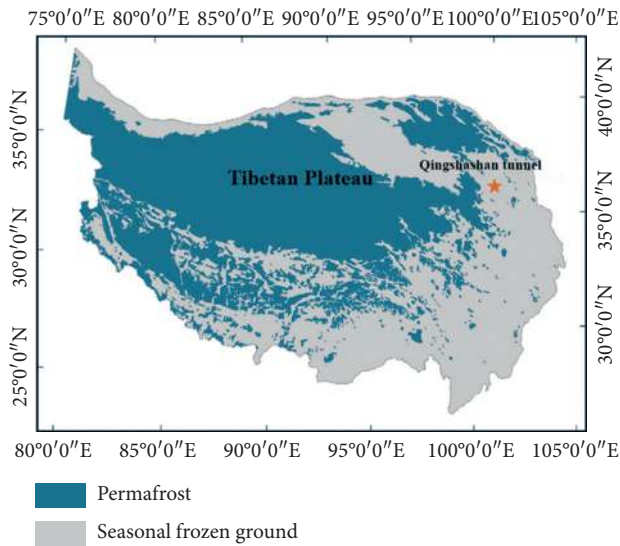 75°0′0″E 80°0′0″E 85°0′0″E 90°0′0″E 95°0′0″E 100°0′0″E 105°0′0″E
35°0′0″N
30°0′0″N
25°0′0″N
40°0′0″N
35°0′0″N
30°0′0″N
Qingshashan tunnel
Tibetan Plateau
80°0′0″E 85°0′0″E 90°0′0″E 95°0′0″E 100°0′0″E 105°0′0″E
Permafrost
Seasonal frozen ground